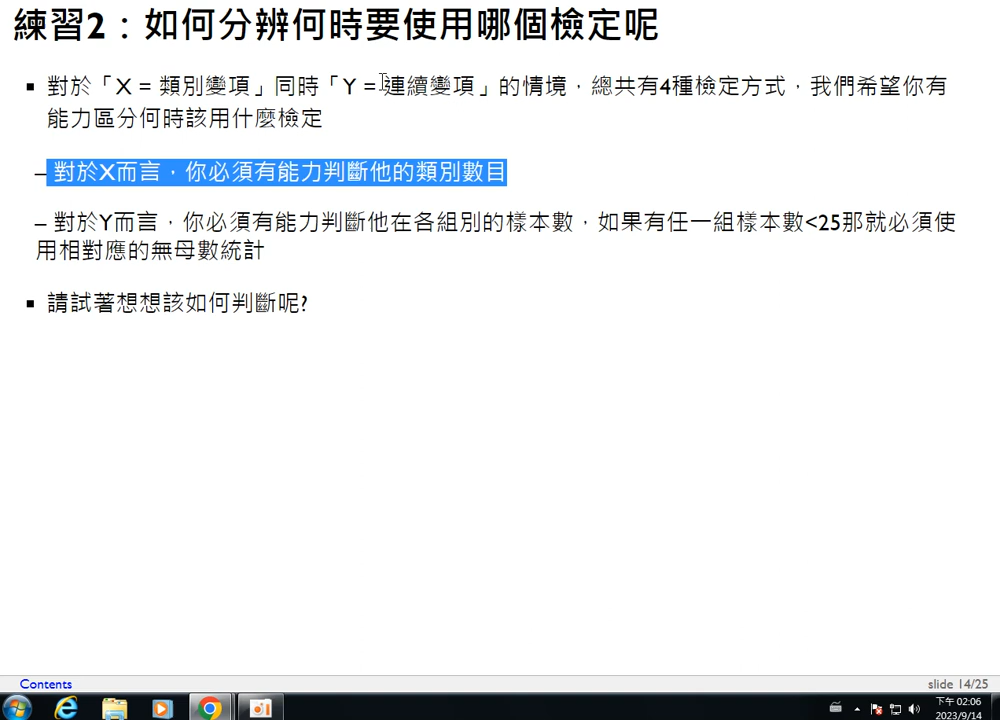 練習2：如何分辨何時要使用哪個檢定呢
▪ 對於「X = 類別變項」同時「Y = 連續變項」的情境，總共有4種檢定方式，我們希望你有
能力區分何時該用什麼檢定
– 對於X而言，你必須有能力判斷他的類別數目
– 對於Y而言，你必須有能力判斷他在各組別的樣本數，如果有任一組樣本數<25那就必須使
用相對應的無母數統計
▪ 請試著想想該如何判斷呢?
Contents
slide 14/25
下午 02:06
2023/9/14